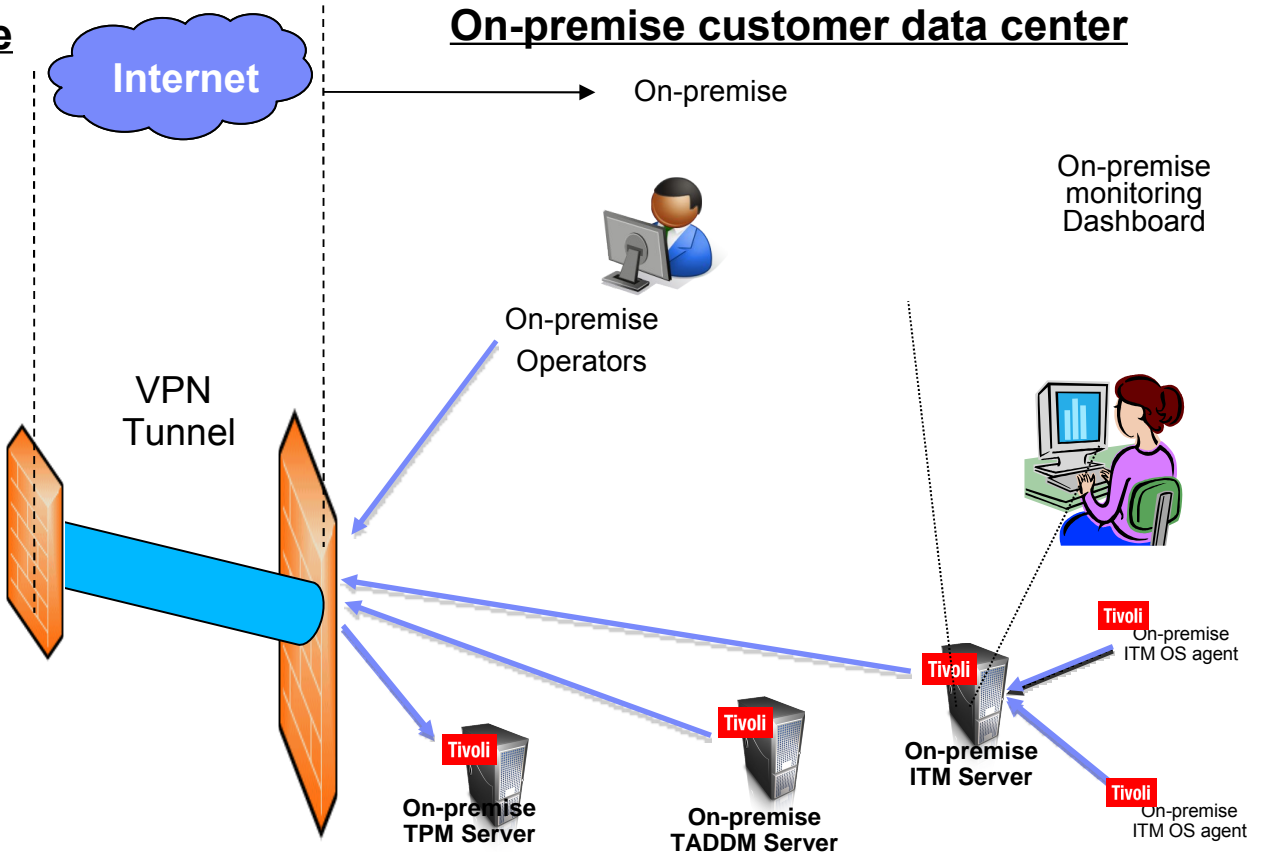 e
On-premise customer data center
Internet
On-premise
On-premise
monitoring
Dashboard
On-premise
Operators
VPN
Tunnel
Tivoli
On-premise
ITM OS agent
Tivoli
On-premise
ITM Server
Tivoli
On-premise
TADDM Server
Tivoli
On-premise
TPM Server
Tivoli
On-premise
ITM OS agent